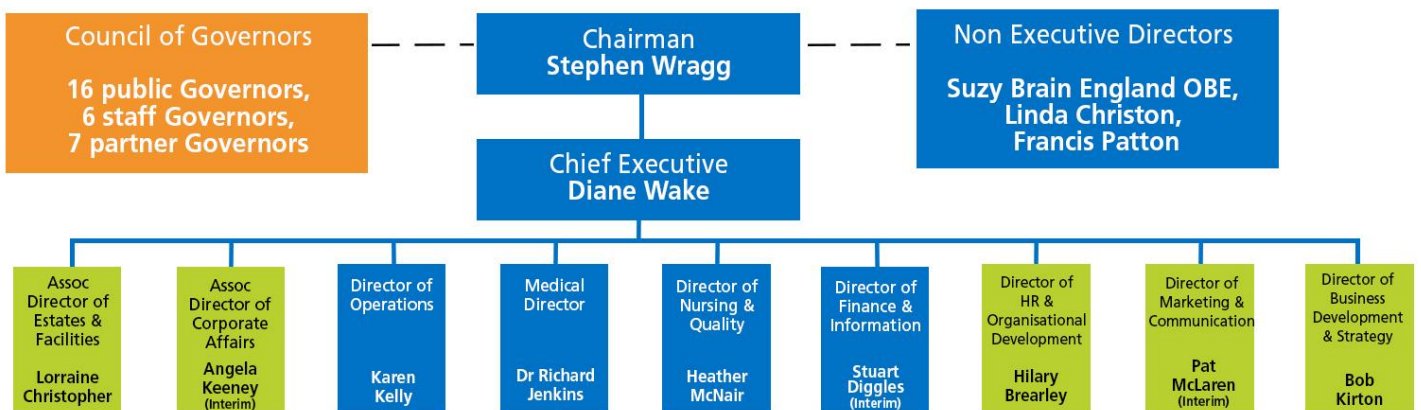 Council of Governors
16 public Governors,
6 staff Governors,
7 partner Governors
Chairman
Stephen Wragg
Non Executive Directors
Suzy Brain England OBE,
Linda Christon,
Francis Patton
Chief Executive
Diane Wake
Assoc
Director of
Estates &
Facilities
Lorraine
Christopher
Assoc
Director of
Corporate
Affairs
Angela
Keeney
(Interim)
Director of
Operations
Karen
Kelly
Medical
Director
Dr Richard
Jenkins
Director of
Nursing &
Quality
Heather
McNair
Director of
Finance &
Information
Stuart
Diggles
(Interim)
Director of
HR &
Organisational
Development
Hilary
Brearley
Director of
Marketing &
Communication
Pat
McLaren
(Interim)
Director of
Business
Development
& Strategy
Bob
Kirton